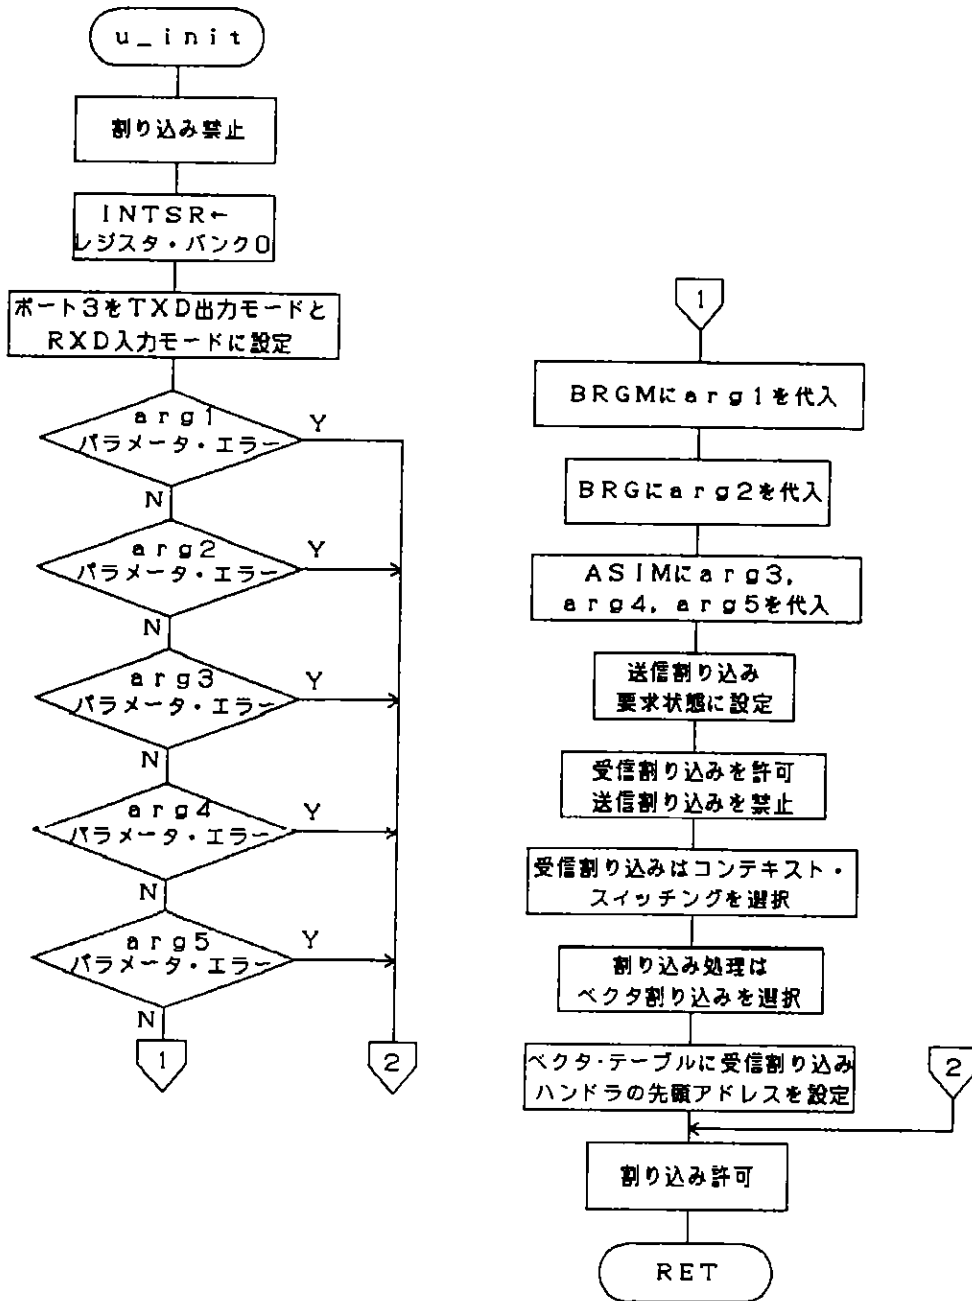 u_init
割り込み禁止
INTSR←
レジスタ・バンク0
ポート3をTXD出力モードと
RXD入力モードに設定
arg1
パラメータ・エラー
Y
N
arg2
パラメータ・エラー
Y
N
arg3
パラメータ・エラー
Y
N
arg4
パラメータ・エラー
Y
N
arg5
パラメータ・エラー
Y
N
1
2
1
BRGMにarg1を代入
BRGにarg2を代入
ASIMにarg3,
arg4, arg5を代入
送信割り込み
要求状態に設定
受信割り込みを許可
送信割り込みを禁止
受信割り込みはコンテキスト・
スイッチングを選択
割り込み処理は
ベクタ割り込みを選択
ベクタ・テーブルに受信割り込み
ハンドラの先頭アドレスを設定
2
割り込み許可
RET